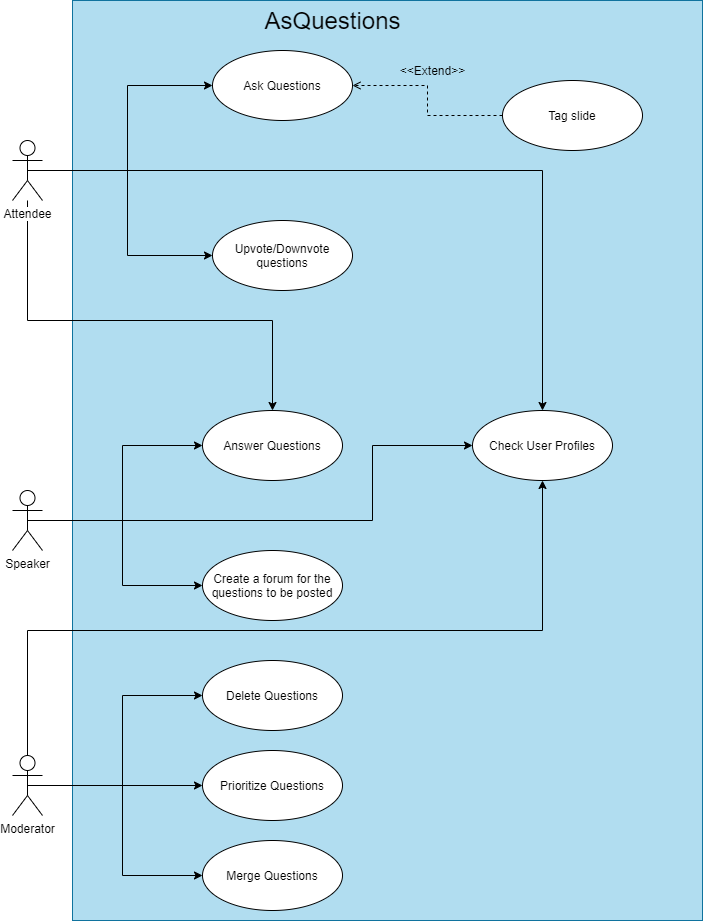 AsQuestions
<<Extend>>
Ask Questions
Tag slide
Attendee
Upvote/Downvote
questions
Answer Questions
Check User Profiles
Speaker
Create a forum for the
questions to be posted
Delete Questions
Prioritize Questions
Moderator
Merge Questions